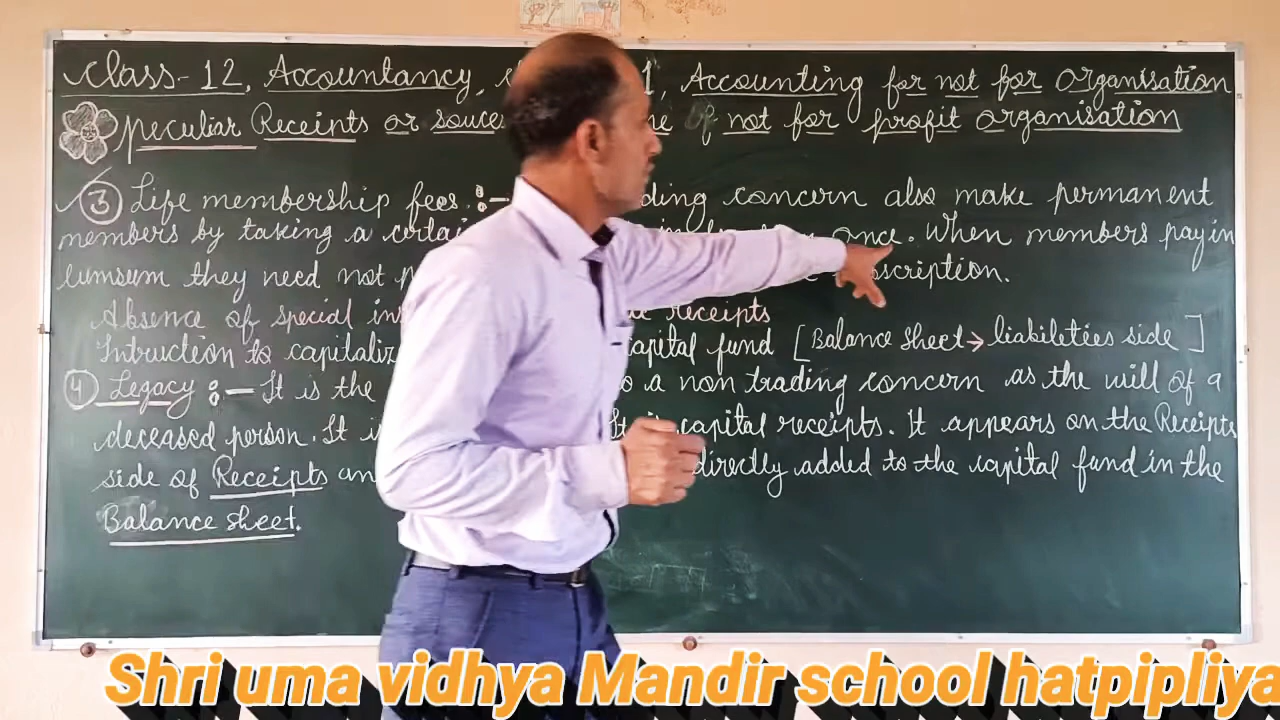 Class-12, Accountancy, 1, Accounting for not for Organisation
peculiar Receints or souces of not for profit organisation
3 Life membership fees :- ding concern also make permanent
members by taking a once. When members pay in
lumsum they need not scription.
Absence of special receipts
Intruction to capital fund [Balance sheet → liabileties side]
4 Legacy :- It is the a non trading concern as the will of a
deceased person. It capital receipts. It appears on the Receipts
side of Receipts directly added to the capital fund in the
Balance sheet.
Shri uma vidhya Mandir school hatpipliya